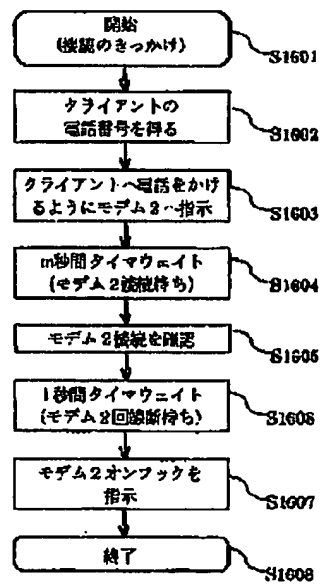 開始
(接続のきっかけ)
S1601
クライアントの
電話番号を得る
S1602
クライアントへ電話をかけ
るようにモデム2へ指示
S1603
m秒間タイマウェイト
(モデム2接続待ち)
S1604
モデム2接続を確認
S1605
1秒間タイマウェイト
(モデム2回線断待ち)
S1606
モデム2オンフックを
指示
S1607
終了
S1608